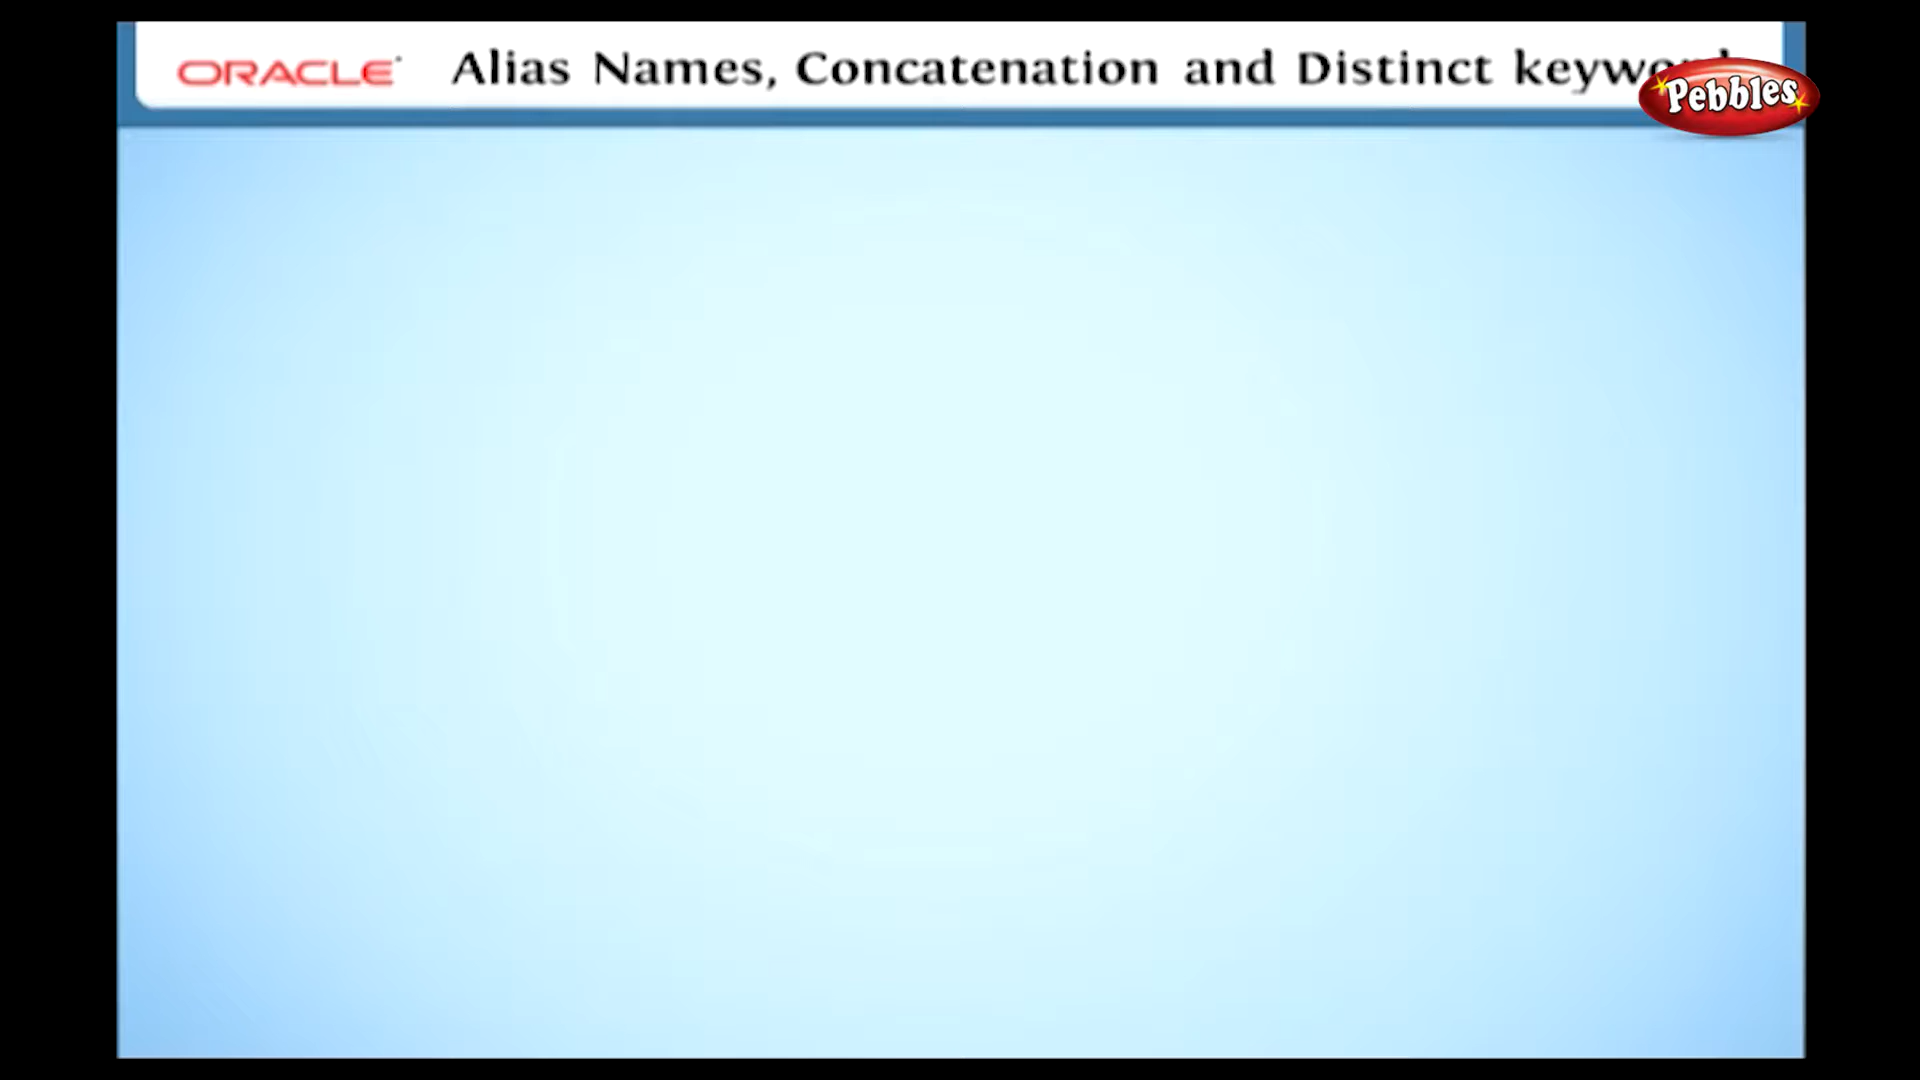 ORACLE Alias Names, Concatenation and Distinct
Pebbles